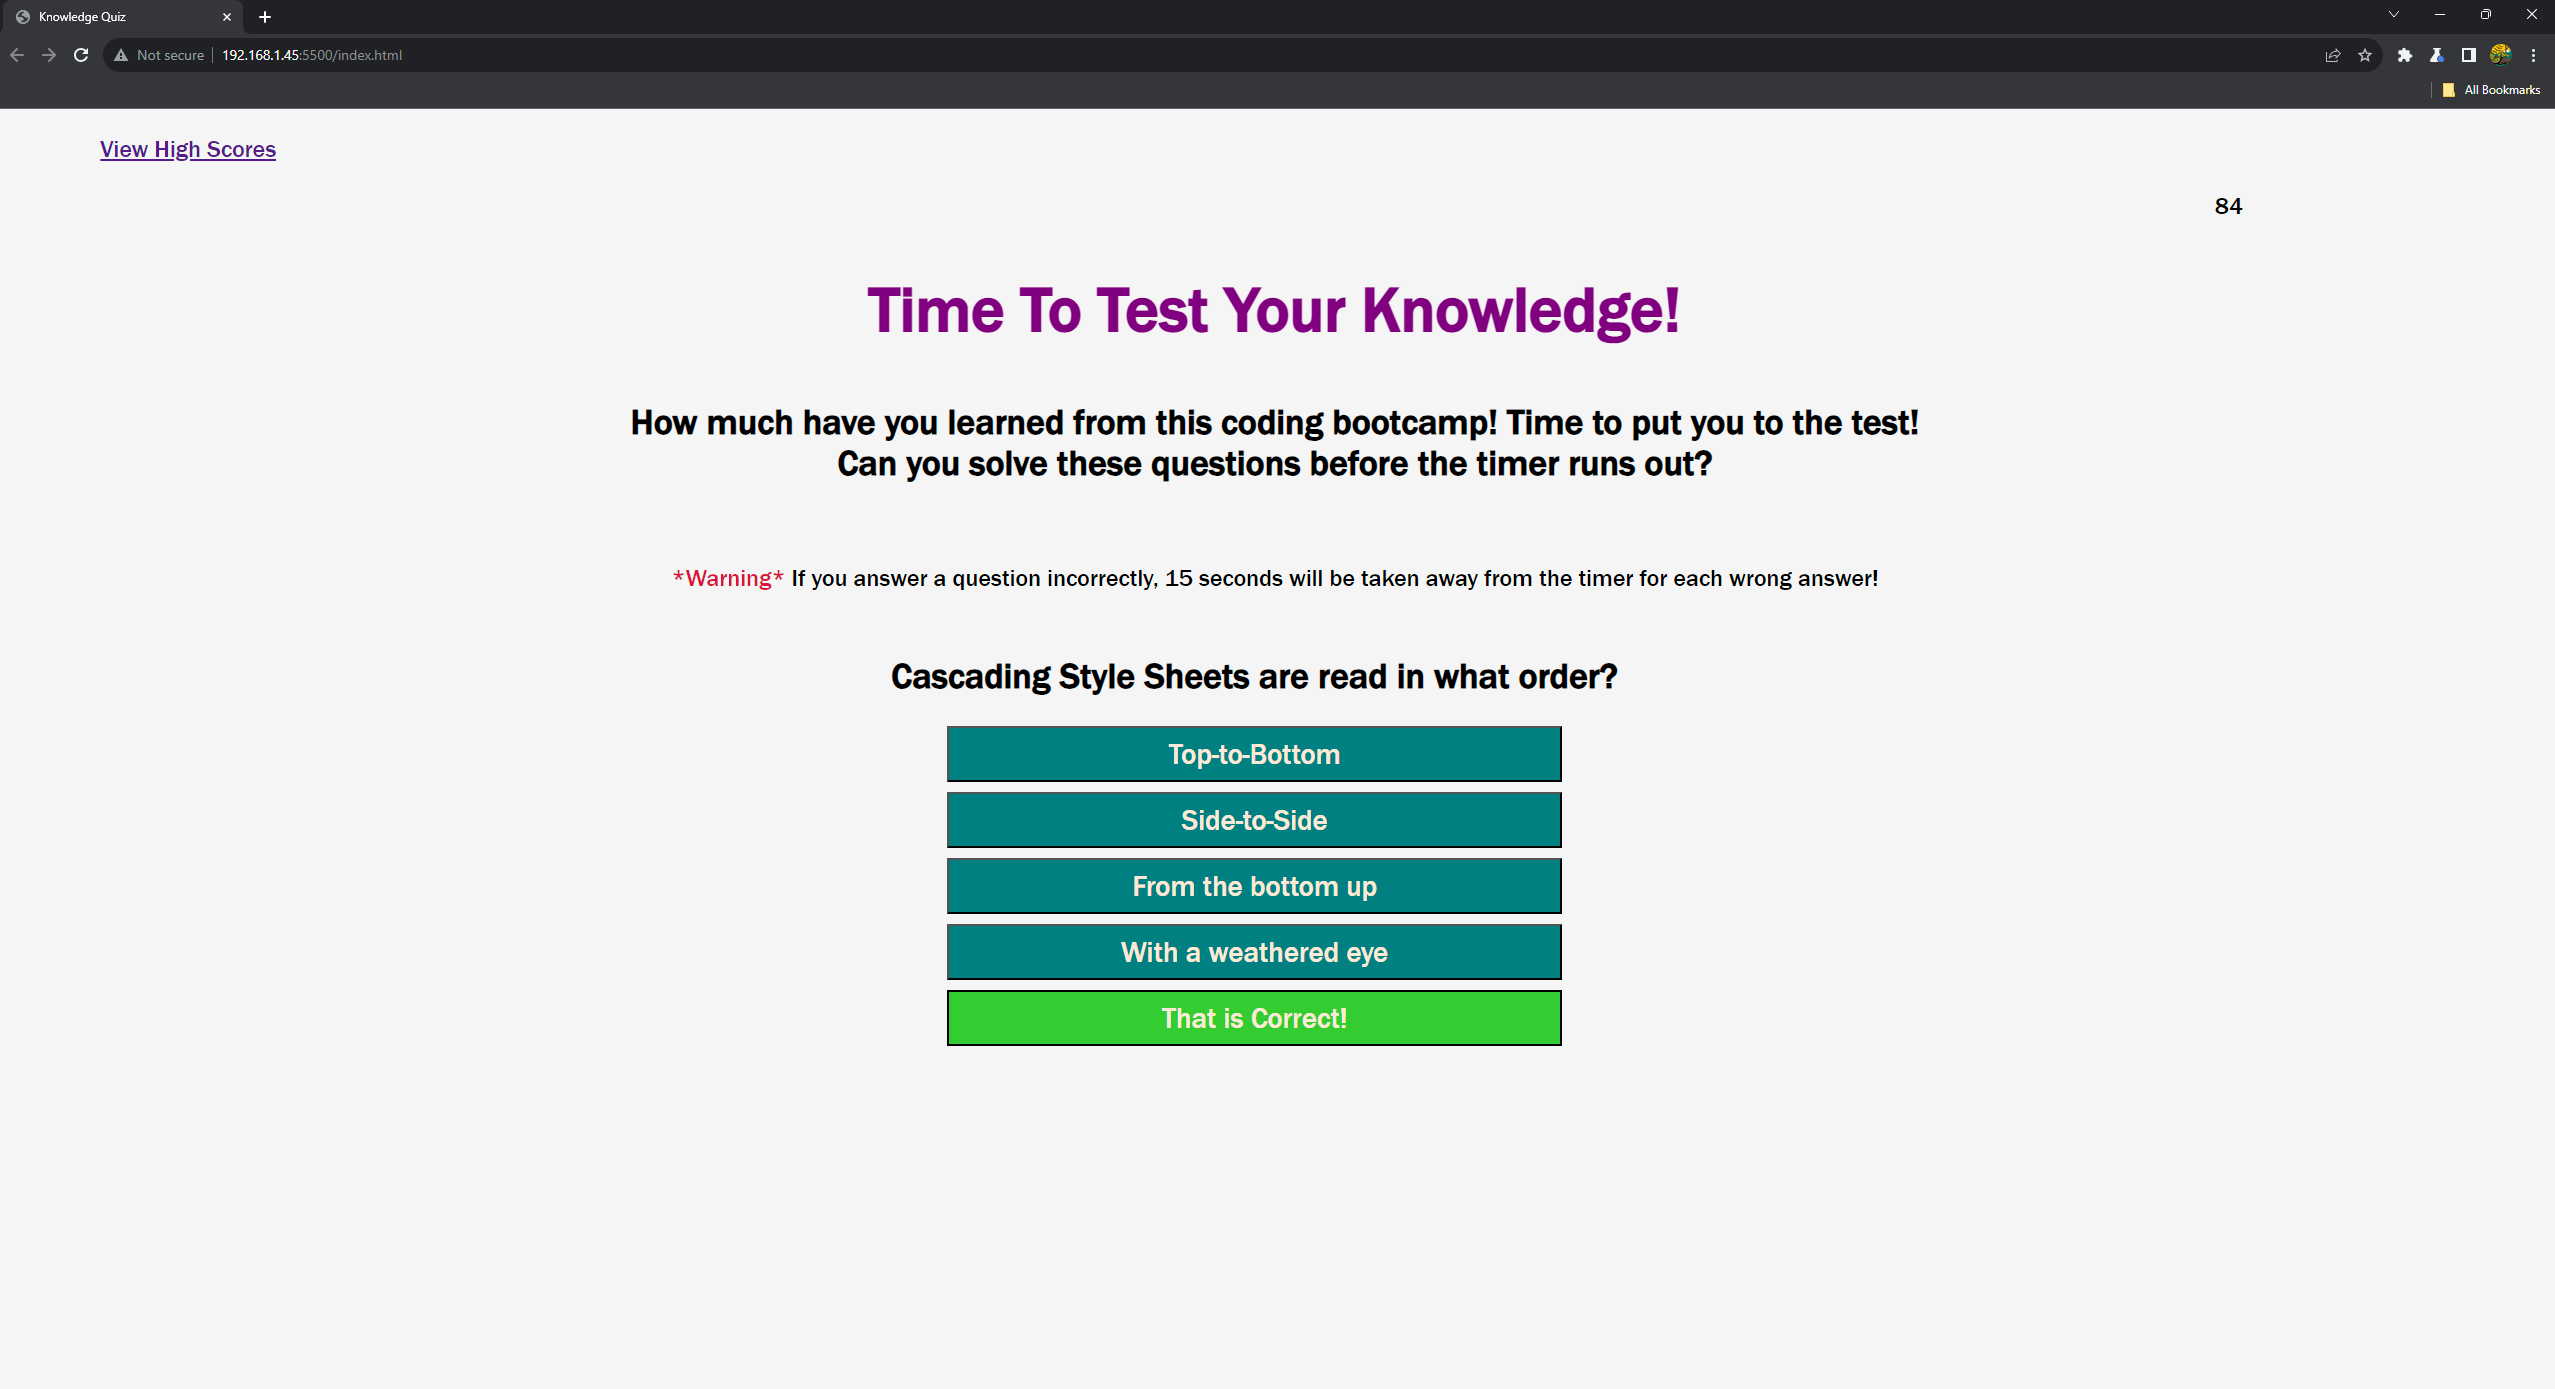 Knowledge Quiz
Not secure
192.168.1.45:5500/index.html
All Bookmarks
View High Scores
84
Time To Test Your Knowledge!
How much have you learned from this coding bootcamp! Time to put you to the test!
Can you solve these questions before the timer runs out?
*Warning* If you answer a question incorrectly, 15 seconds will be taken away from the timer for each wrong answer!
Cascading Style Sheets are read in what order?
Top-to-Bottom
Side-to-Side
From the bottom up
With a weathered eye
That is Correct!